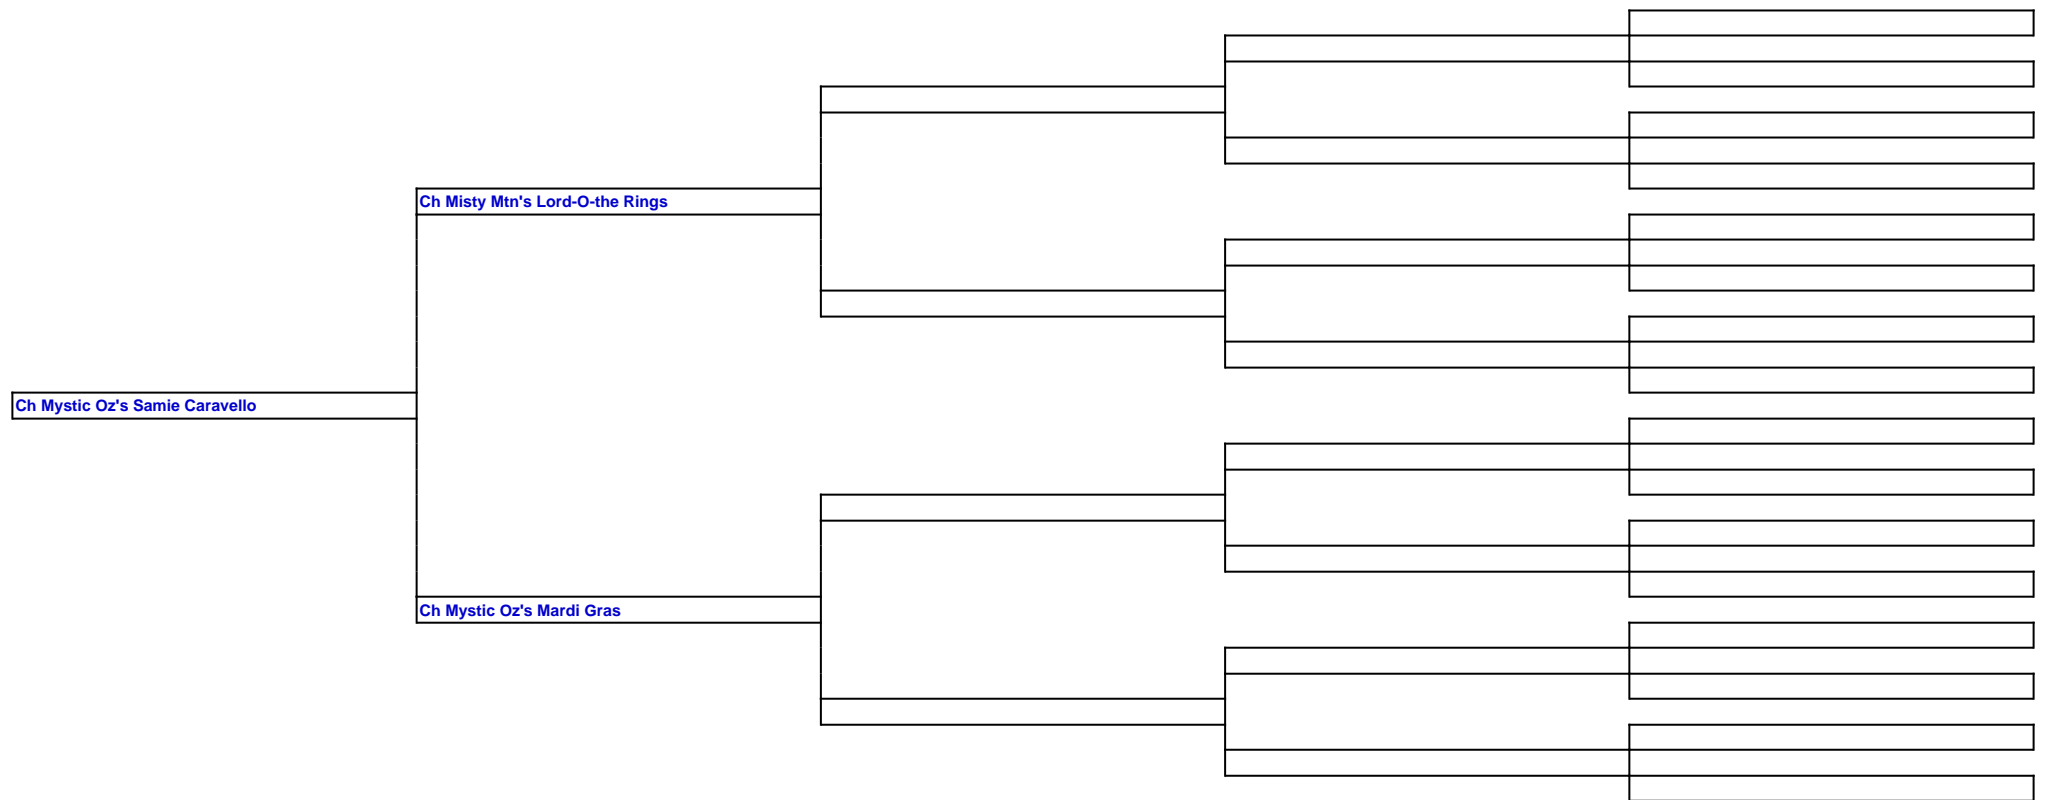 Ch Misty Mtn's Lord-O-the Rings
Ch Mystic Oz's Samie Caravello
Ch Mystic Oz's Mardi Gras